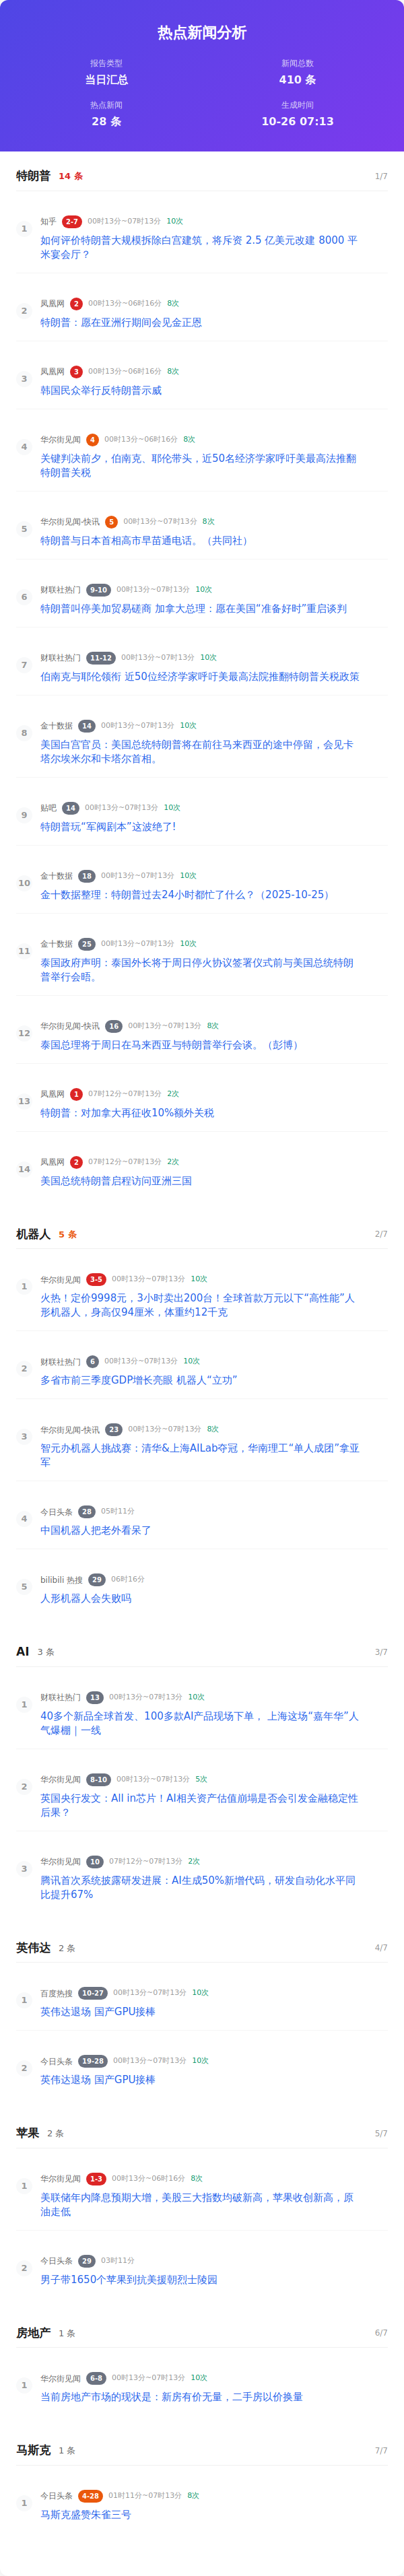 热点新闻分析
报告类型
当日汇总
新闻总数
410 条
热点新闻
28 条
生成时间
10-26 07:13
特朗普 14 条 1/7
1
知乎 2-7 00时13分~07时13分 10次
如何评价特朗普大规模拆除白宫建筑，将斥资 2.5 亿美元改建 8000 平
米宴会厅？
2
凤凰网 2 00时13分~06时16分 8次
特朗普：愿在亚洲行期间会见金正恩
3
凤凰网 3 00时13分~06时16分 8次
韩国民众举行反特朗普示威
4
华尔街见闻 4 00时13分~06时16分 8次
关键判决前夕，伯南克、耶伦带头，近50名经济学家呼吁美最高法推翻
特朗普关税
5
华尔街见闻-快讯 5 00时13分~07时13分 8次
特朗普与日本首相高市早苗通电话。（共同社）
6
财联社热门 9-10 00时13分~07时13分 10次
特朗普叫停美加贸易磋商 加拿大总理：愿在美国“准备好时”重启谈判
7
财联社热门 11-12 00时13分~07时13分 10次
伯南克与耶伦领衔 近50位经济学家呼吁美最高法院推翻特朗普关税政策
8
金十数据 14 00时13分~07时13分 10次
美国白宫官员：美国总统特朗普将在前往马来西亚的途中停留，会见卡
塔尔埃米尔和卡塔尔首相。
9
贴吧 14 00时13分~07时13分 10次
特朗普玩“军阀剧本”这波绝了!
10
金十数据 18 00时13分~07时13分 10次
金十数据整理：特朗普过去24小时都忙了什么？（2025-10-25）
11
金十数据 25 00时13分~07时13分 10次
泰国政府声明：泰国外长将于周日停火协议签署仪式前与美国总统特朗
普举行会晤。
12
华尔街见闻-快讯 16 00时13分~07时13分 8次
泰国总理将于周日在马来西亚与特朗普举行会谈。（彭博）
13
凤凰网 1 07时12分~07时13分 2次
特朗普：对加拿大再征收10%额外关税
14
凤凰网 2 07时12分~07时13分 2次
美国总统特朗普启程访问亚洲三国
机器人 5 条 2/7
1
华尔街见闻 3-5 00时13分~07时13分 10次
火热！定价9998元，3小时卖出200台！全球首款万元以下“高性能”人
形机器人，身高仅94厘米，体重约12千克
2
财联社热门 6 00时13分~07时13分 10次
多省市前三季度GDP增长亮眼 机器人“立功”
3
华尔街见闻-快讯 23 00时13分~07时13分 8次
智元办机器人挑战赛：清华&上海AILab夺冠，华南理工“单人成团”拿亚
军
4
今日头条 28 05时11分
中国机器人把老外看呆了
5
bilibili 热搜 29 06时16分
人形机器人会失败吗
AI 3 条 3/7
1
财联社热门 13 00时13分~07时13分 10次
40多个新品全球首发、100多款AI产品现场下单， 上海这场“嘉年华”人
气爆棚｜一线
2
华尔街见闻 8-10 00时13分~07时13分 5次
英国央行发文：All in芯片！AI相关资产估值崩塌是否会引发金融稳定性
后果？
3
华尔街见闻 10 07时12分~07时13分 2次
腾讯首次系统披露研发进展：AI生成50%新增代码，研发自动化水平同
比提升67%
英伟达 2 条 4/7
1
百度热搜 10-27 00时13分~07时13分 10次
英伟达退场 国产GPU接棒
2
今日头条 19-28 00时13分~07时13分 10次
英伟达退场 国产GPU接棒
苹果 2 条 5/7
1
华尔街见闻 1-3 00时13分~06时16分 8次
美联储年内降息预期大增，美股三大指数均破新高，苹果收创新高，原
油走低
2
今日头条 29 03时11分
男子带1650个苹果到抗美援朝烈士陵园
房地产 1 条 6/7
1
华尔街见闻 6-8 00时13分~07时13分 10次
当前房地产市场的现状是：新房有价无量，二手房以价换量
马斯克 1 条 7/7
1
今日头条 4-28 01时11分~07时13分 8次
马斯克盛赞朱雀三号